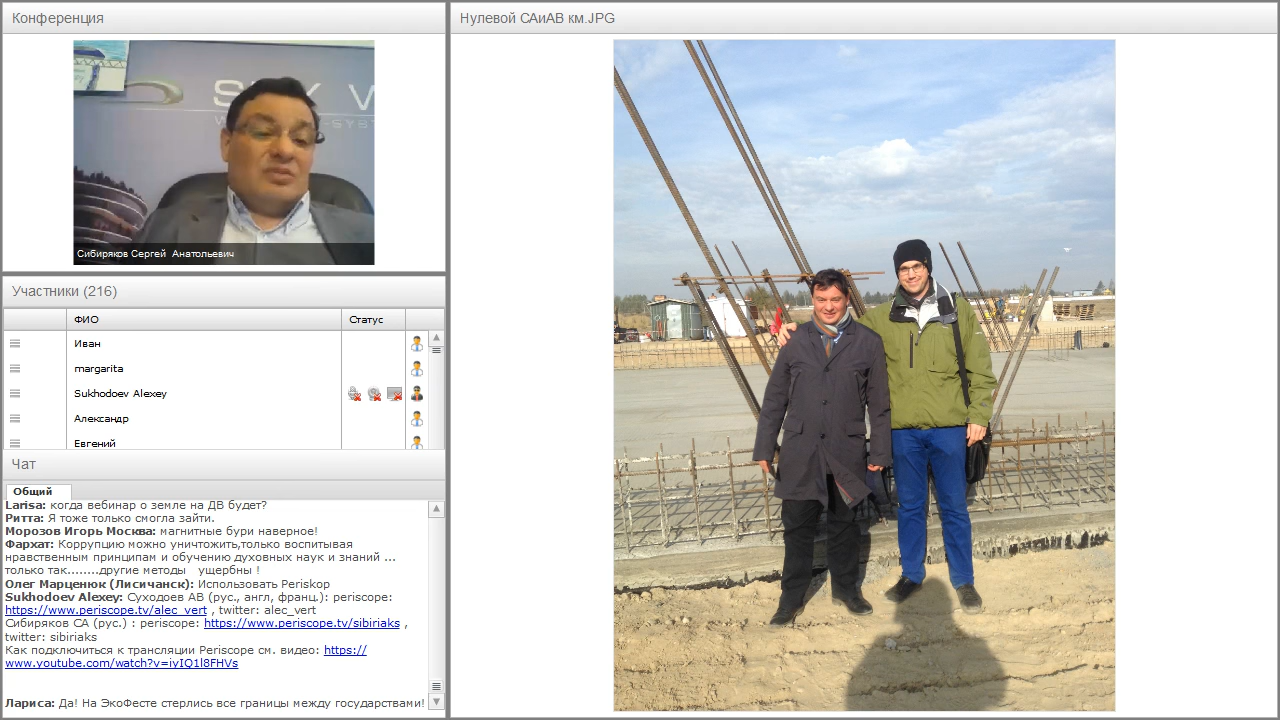 Конференция
Нулевой САиАВ км.JPG
SKY W
Сибиряков Сергей Анатольевич
Участники (216)
ФИО Статус
Иван
margarita
Sukhodoev Alexey
Александр
Евгений
Чат
Общий
Larisa: когда вебинар о земле на ДВ будет?
Ритта: Я тоже только смогла зайти.
Морозов Игорь Москва: магнитные бури наверное!
Фархат: Коррупцию можно уничтожить,только воспитывая
нравственным принципам и обучению духовных наук и знаний ...
только так........другие методы ущербны !
Олег Марценюк (Лисичанск): Использовать Periskop
Sukhodoev Alexey: Суходоев АВ (рус., англ, франц.): periscope:
https://www.periscope.tv/alec_vert , twitter: alec_vert
Сибиряков СА (рус.) : periscope: https://www.periscope.tv/sibiriaks ,
twitter: sibiriaks
Как подключиться к трансляции Periscope см. видео: https://
www.youtube.com/watch?v=iyIQ1l8FHVs
Лариса: Да! На ЭкоФесте стерлись все границы между государствами!